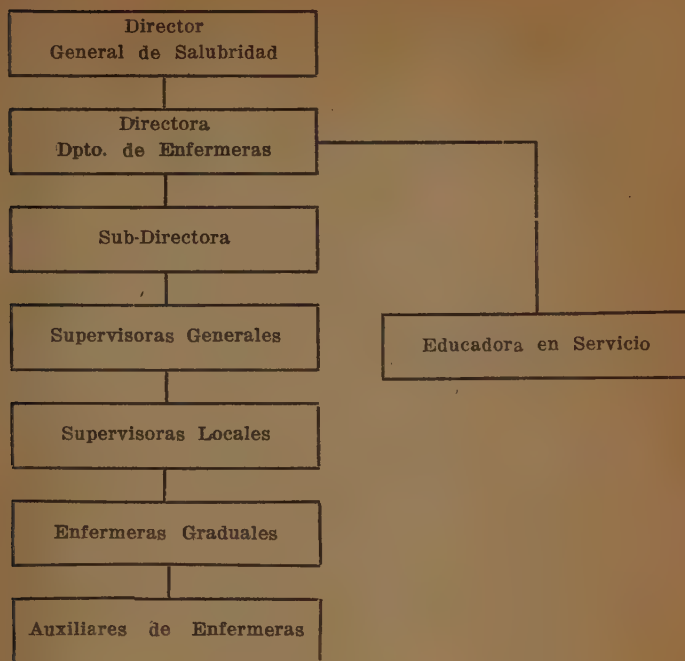 Director
General de Salubridad
Directora
Dpto. de Enfermeras
Sub-Directora
Supervisoras Generales
Educadora en Servicio
Supervisoras Locales
Enfermeras Graduales
Auxiliares de Enfermeras